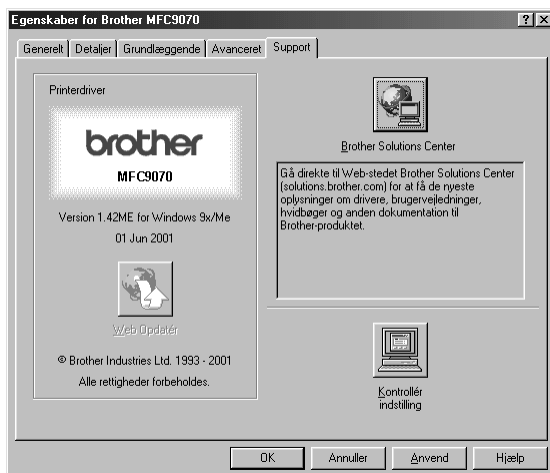 Egenskaber for Brother MFC9070
Generelt Detaljer Grundlæggende Avanceret Support
Printerdriver
brother
MFC9070
Version 1.42ME for Windows 9x/Me
01 Jun 2001
Web Opdatér
© Brother Industries Ltd. 1993 - 2001
Alle rettigheder forbeholdes.
Brother Solutions Center
Gå direkte til Web-stedet Brother Solutions Center
(solutions.brother.com) for at få de nyeste
oplysninger om drivere, brugervejledninger,
hvidbøger og anden dokumentation til
Brother-produktet.
Kontrollér
indstilling
OK Annuller Anvend Hjælp